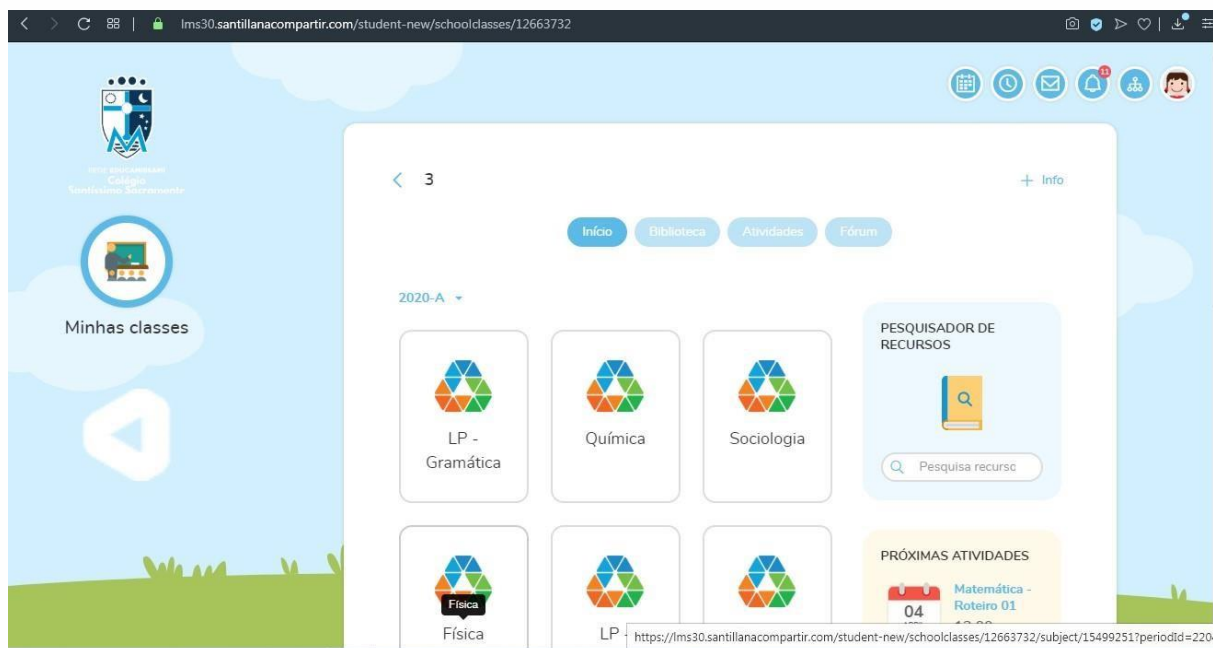 lms30.santillanacompartir.com/student-new/schoolclasses/12663732
11
Colégio
Santíssimo Sacramento
3
+ Info
Início
Biblioteca
Atividades
Fórum
Minhas classes
2020-A
LP -
Gramática
Química
Sociologia
PESQUISADOR DE
RECURSOS
Pesquisa recurso
Física
Física
LP
PRÓXIMAS ATIVIDADES
04
Matemática -
Roteiro 01
https://lms30.santillanacompartir.com/student-new/schoolclasses/12663732/subject/15499251?periodId=220